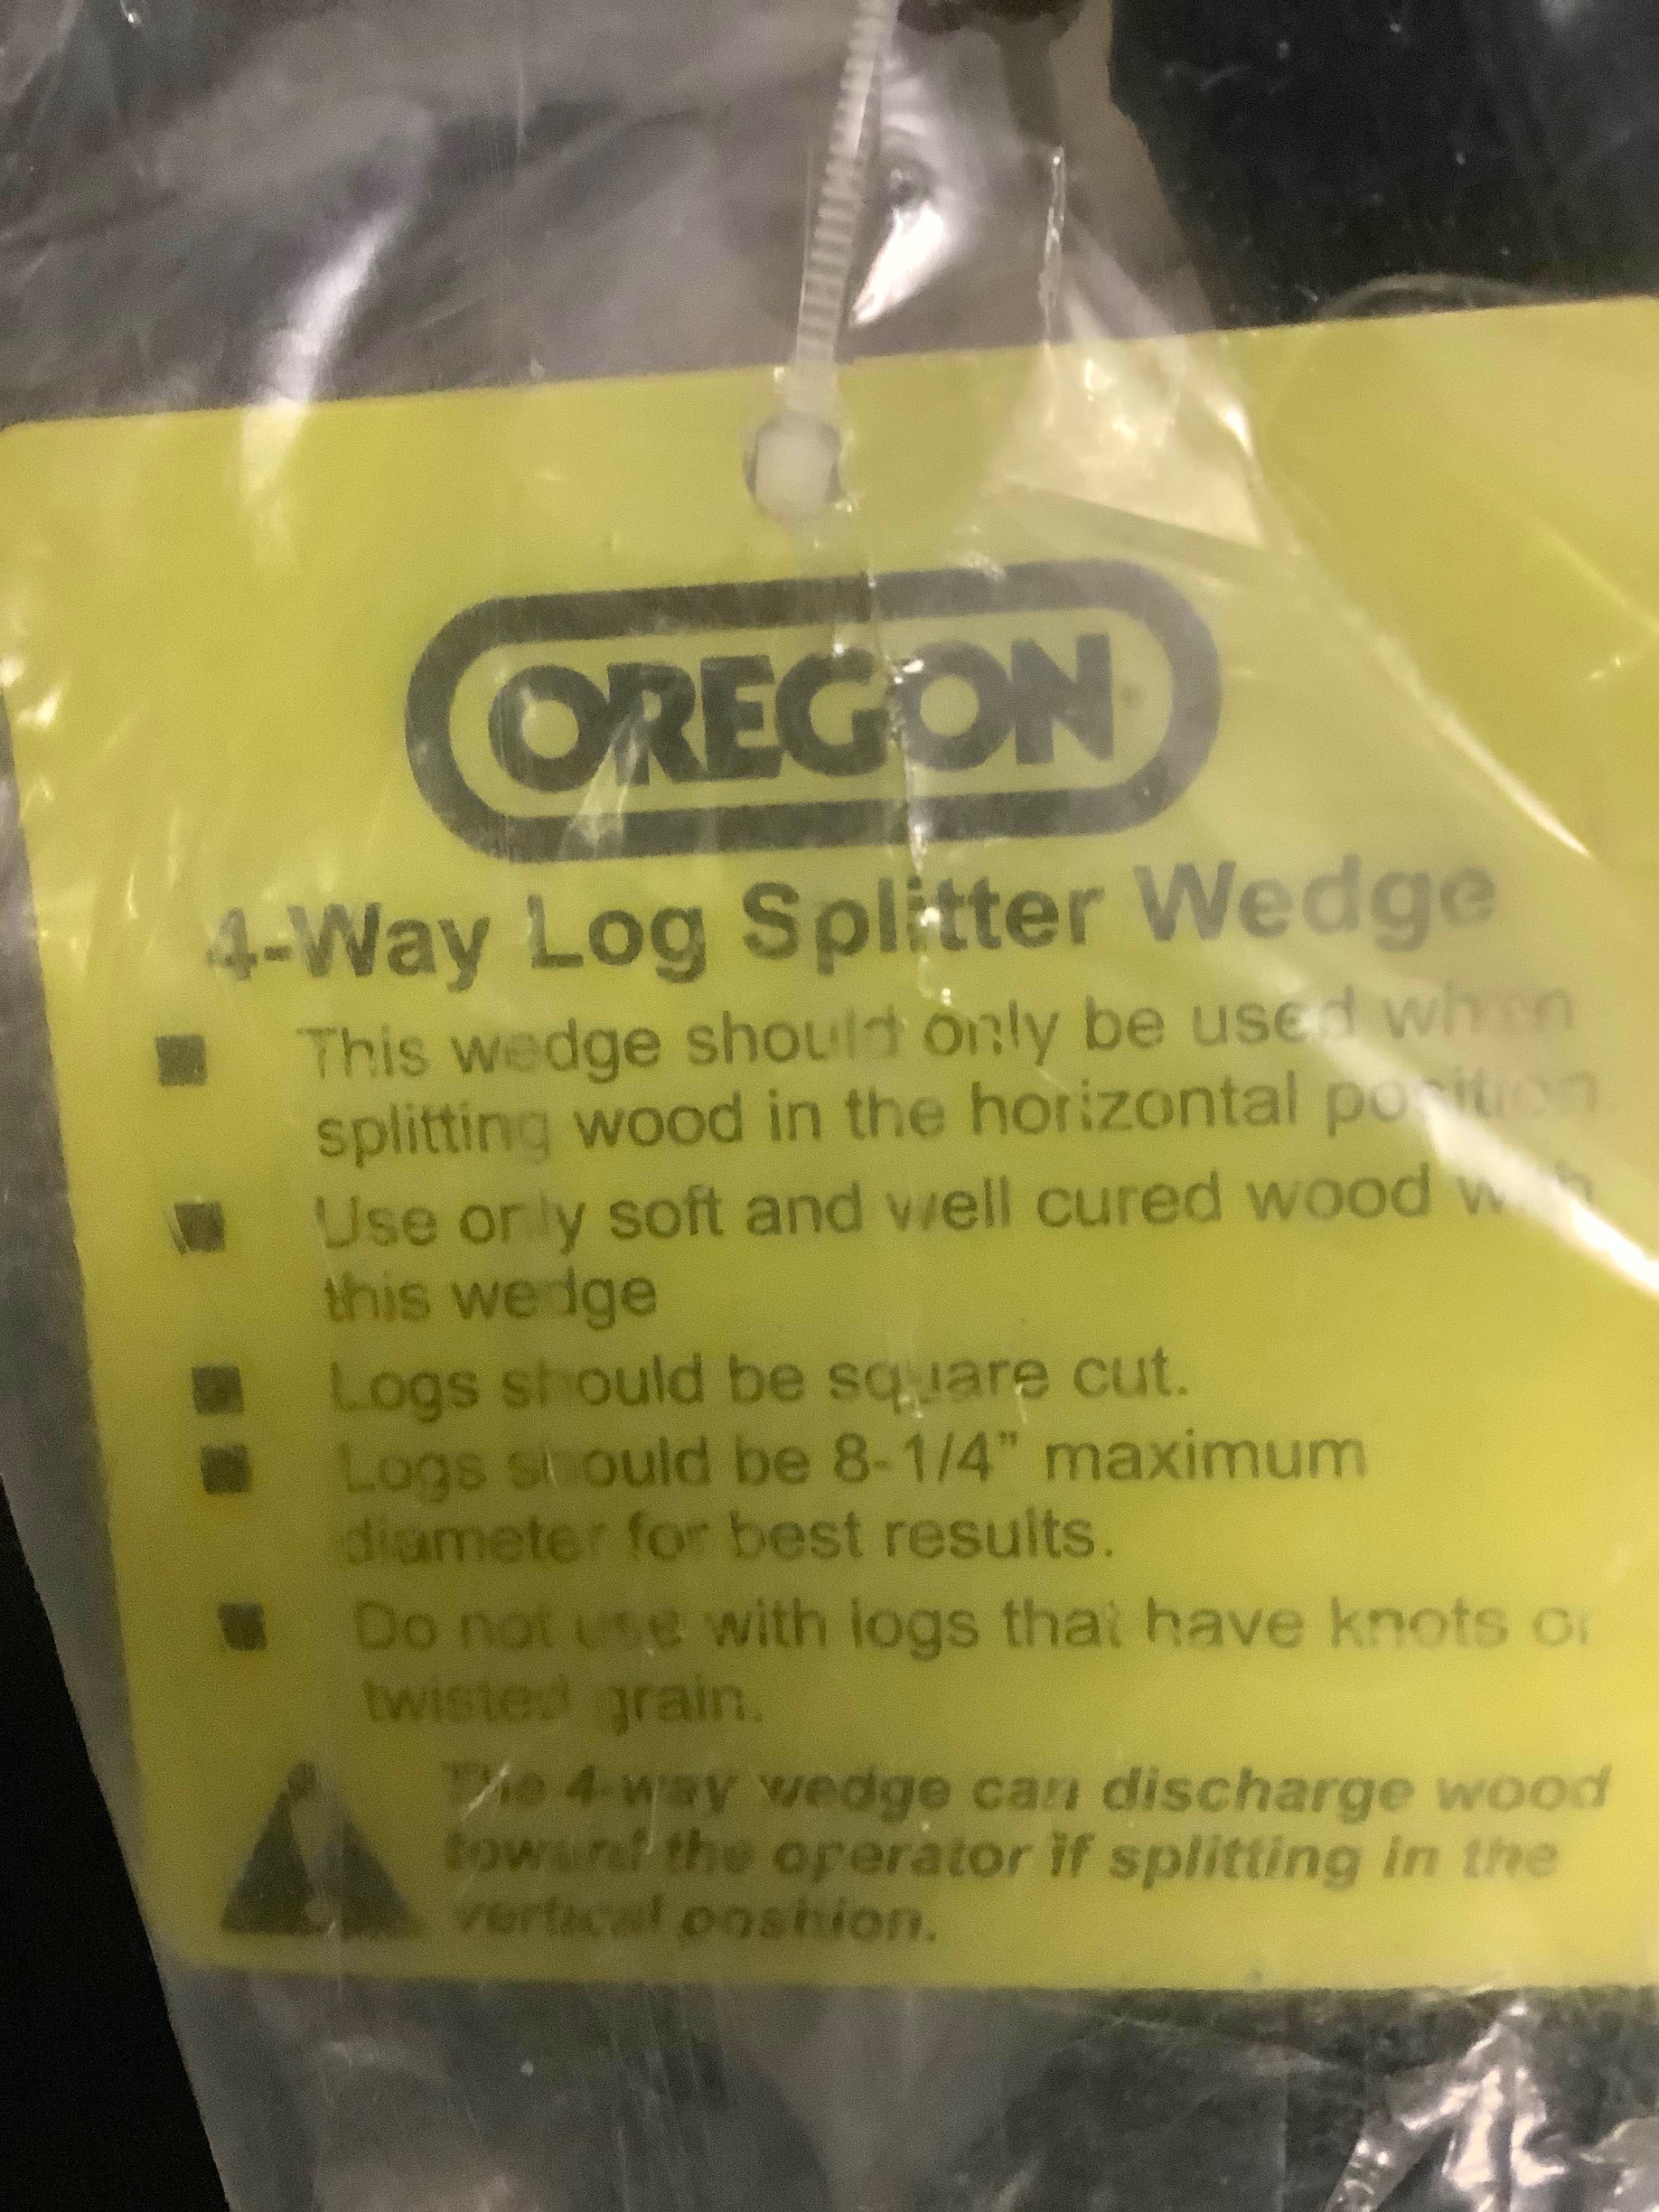 OREGON
4-Way Log Splitter Wedge
This wedge should only be used when
splitting wood in the horizontal position.
Use only soft and well cured wood with
this wedge
Logs should be square cut.
Logs should be 8-1/4" maximum
diameter for best results.
Do not use with logs that have knots or
twisted grain.
The 4-way wedge can discharge wood
toward the operator if splitting in the
vertical position.